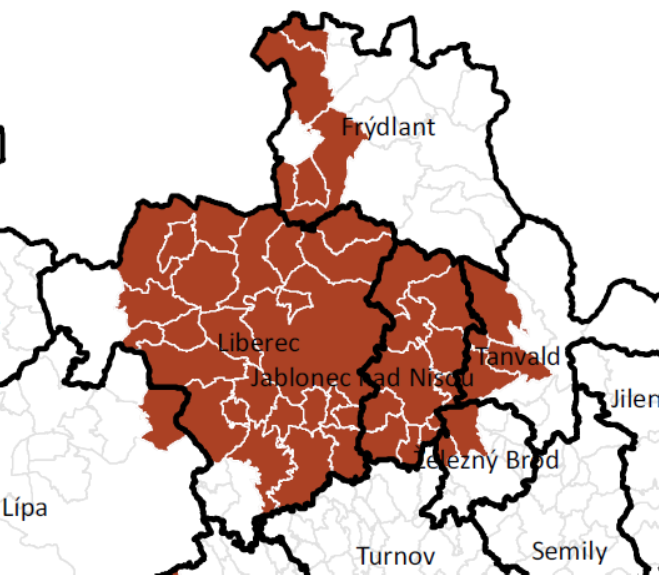 Frýdlant
Liberec
Tanvald
Jablonec nad Nisou
Jilem
Železný Brod
Lípa
Turnov
Semily